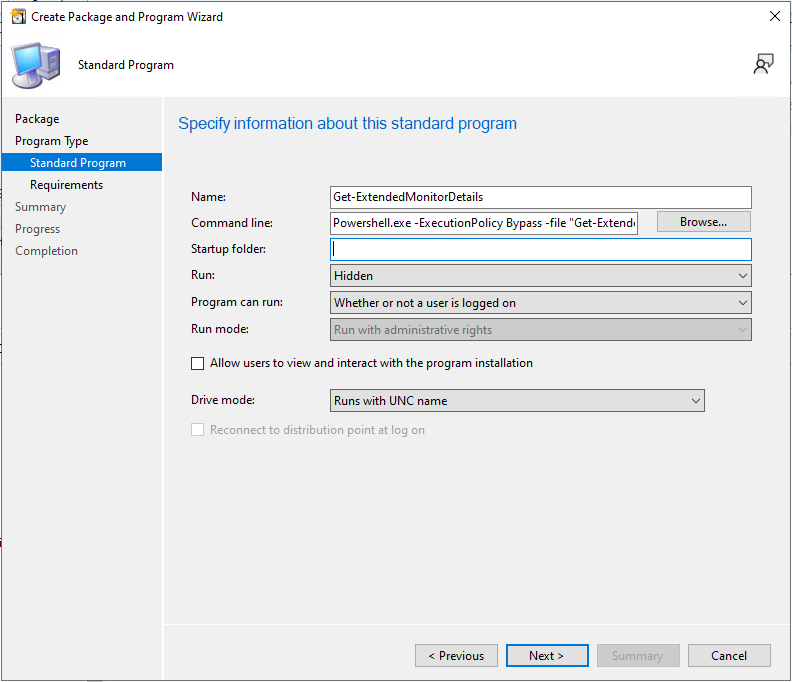 Create Package and Program Wizard
Standard Program
Package
Program Type
Standard Program
Requirements
Summary
Progress
Completion
Specify information about this standard program
Name: Get-ExtendedMonitorDetails
Command line: Powershell.exe -ExecutionPolicy Bypass -file "Get-Extende Browse...
Startup folder:
Run: Hidden
Program can run: Whether or not a user is logged on
Run mode: Run with administrative rights
Allow users to view and interact with the program installation
Drive mode: Runs with UNC name
Reconnect to distribution point at log on
< Previous Next > Summary Cancel